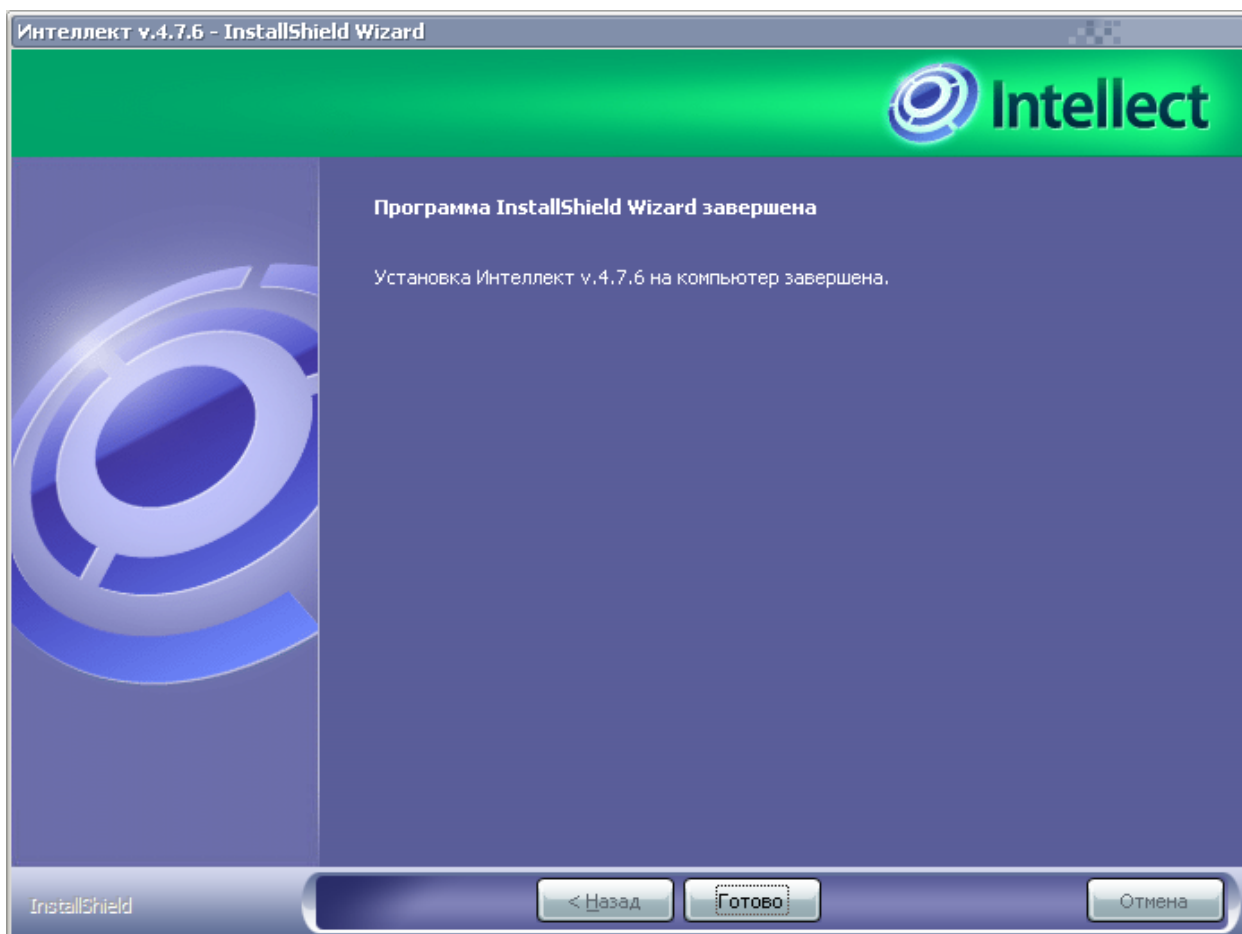 Интеллект v.4.7.6 - InstallShield Wizard
Intellect
Программа InstallShield Wizard завершена
Установка Интеллект v.4.7.6 на компьютер завершена.
InstallShield
< Назад
Готово
Отмена